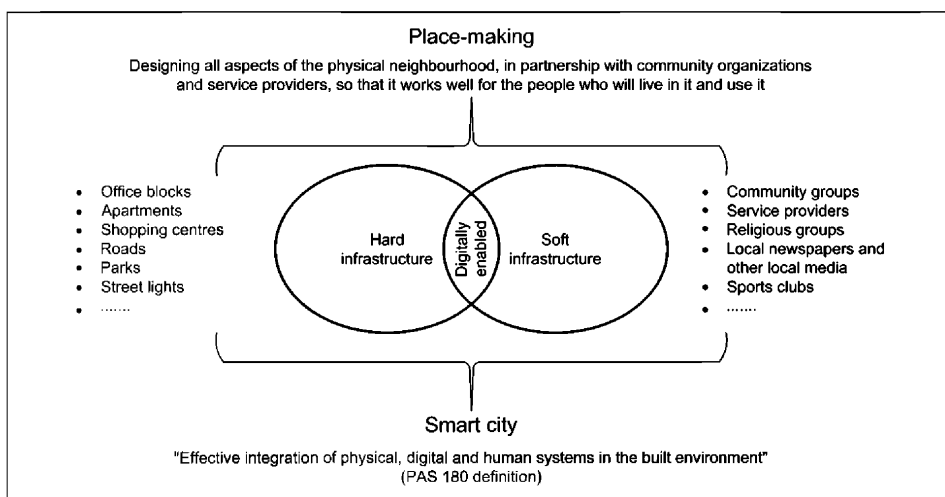 Place-making
Designing all aspects of the physical neighbourhood, in partnership with community organizations
and service providers, so that it works well for the people who will live in it and use it
• Office blocks
• Apartments
• Shopping centres
• Roads
• Parks
• Street lights
• .......
Hard
infrastructure
Digitally
enabled
Soft
infrastructure
• Community groups
• Service providers
• Religious groups
• Local newspapers and
other local media
• Sports clubs
• .......
Smart city
"Effective integration of physical, digital and human systems in the built environment"
(PAS 180 definition)